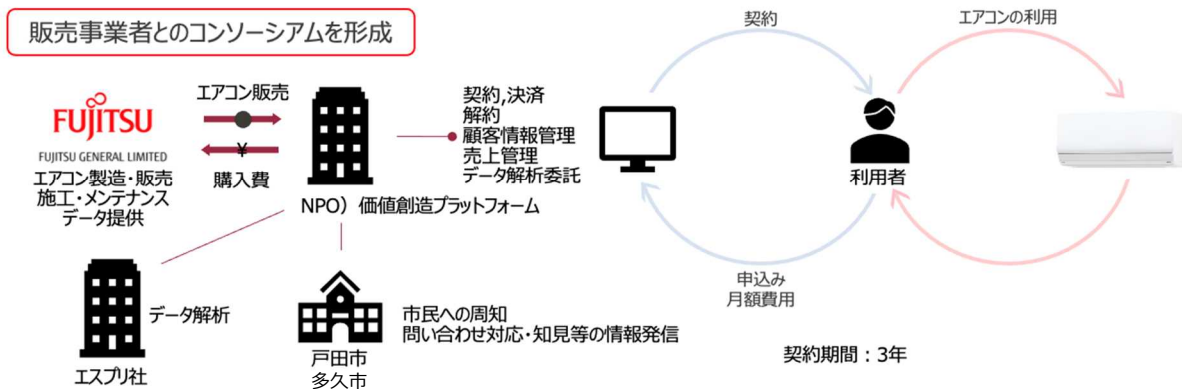 販売事業者とのコンソーシアムを形成
FUJITSU
FUJITSU GENERAL LIMITED
エアコン製造・販売
施工・メンテナンス
データ提供
エアコン販売
¥
購入費
NPO）価値創造プラットフォーム
契約,決済
解約
顧客情報管理
売上管理
データ解析委託
エスプリ社
データ解析
戸田市
多久市
市民への周知
問い合わせ対応・知見等の情報発信
契約
利用者
申込み
月額費用
エアコンの利用
契約期間：3年